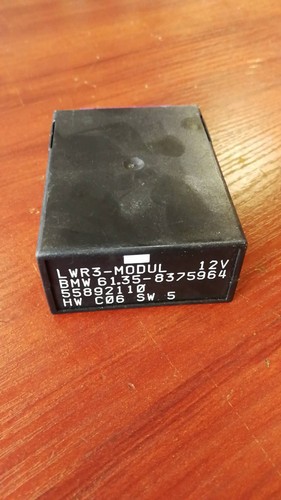 LWR3-MODUL 12V
BMW 61.35-8375964
55892110
HW C06 SW 5